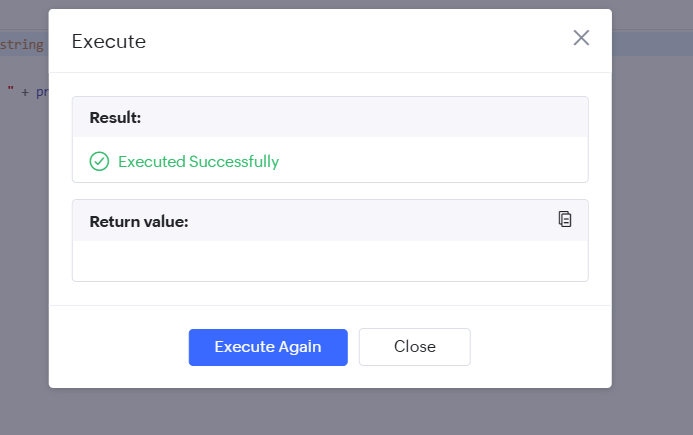 Execute
string
" + pr
Result:
Executed Successfully
Return value:
Execute Again
Close